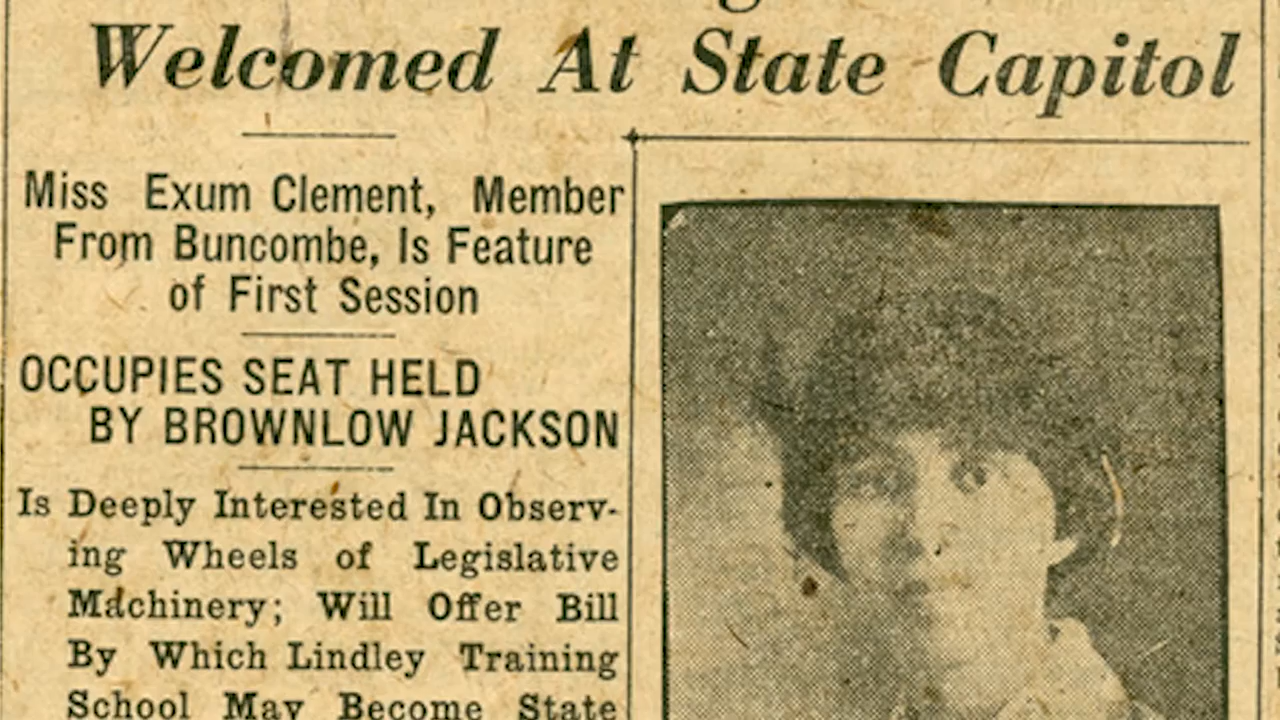 Welcomed At State Capitol
Miss Exum Clement, Member
From Buncombe, Is Feature
of First Session
OCCUPIES SEAT HELD
BY BROWNLOW JACKSON
Is Deeply Interested In Observ-
ing Wheels of Legislative
Machinery; Will Offer Bill
By Which Lindley Training
School May Become State